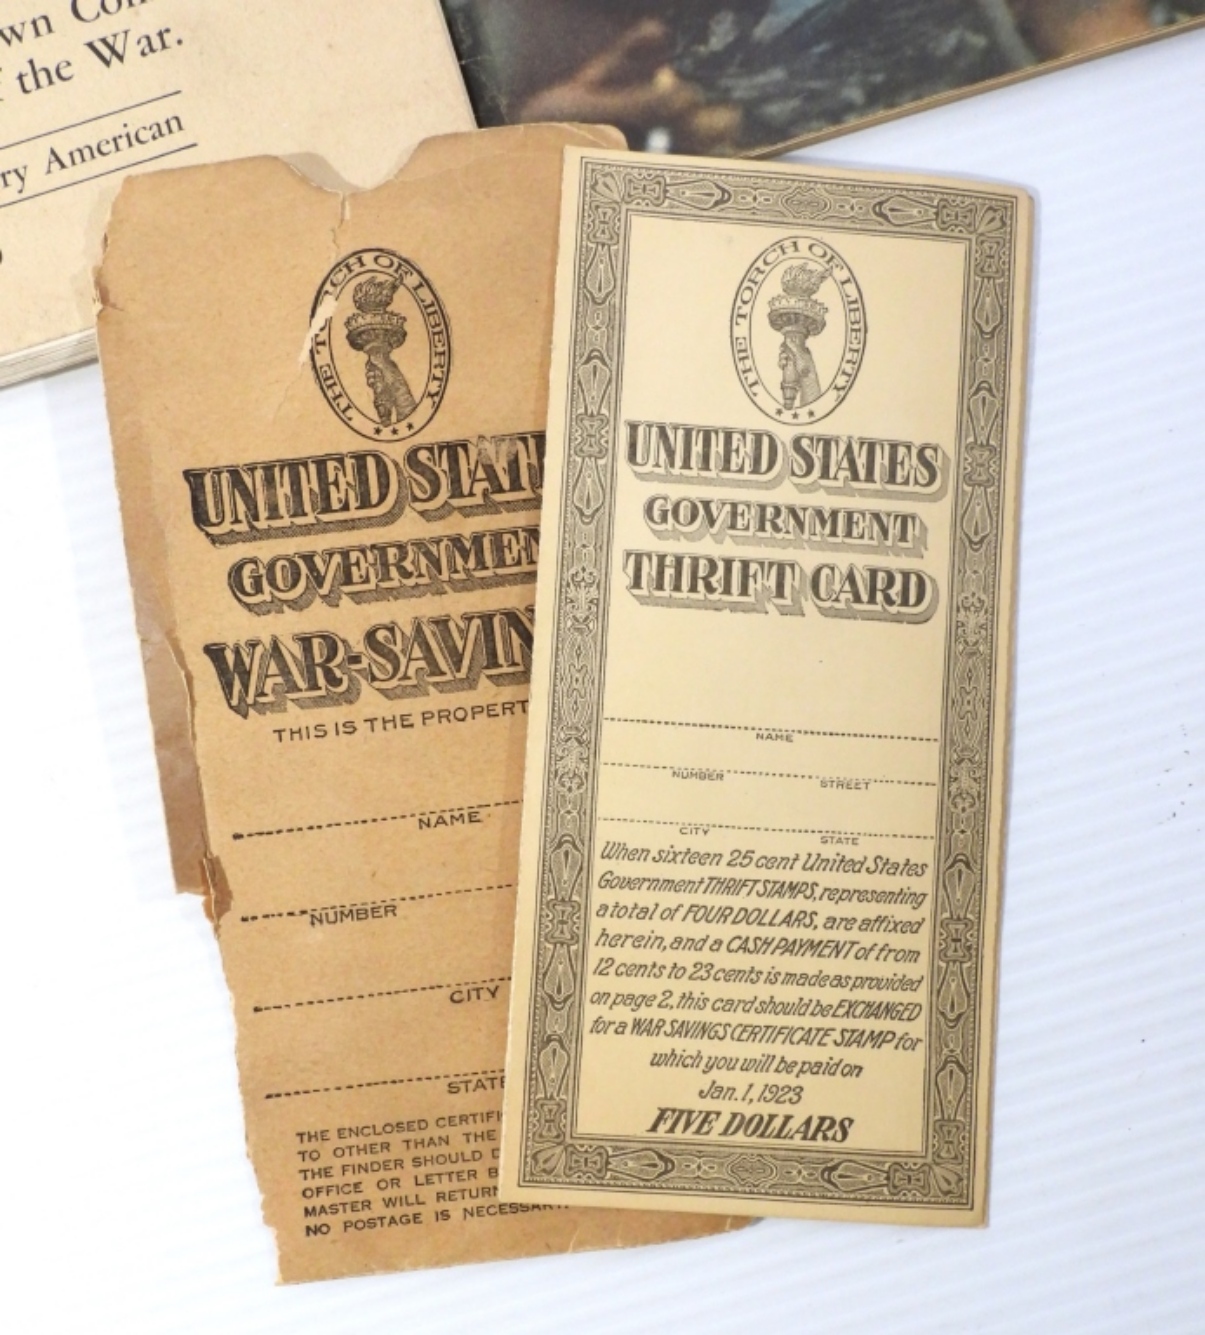 wn Con
f the War.
ry American
THE TORCH OF LIBERTY
UNITED STAT
GOVERNMEN
WAR-SAVIN
THIS IS THE PROPERT
NAME
NUMBER
CITY
STATE
THE ENCLOSED CERTIFI
TO OTHER THAN THE
THE FINDER SHOULD D
OFFICE OR LETTER B
MASTER WILL RETURN
NO POSTAGE IS NECESSARY.
THE TORCH OF LIBERTY
UNITED STATES
GOVERNMENT
THRIFT CARD
NAME
NUMBER STREET
CITY STATE
When sixteen 25 cent United States
Government THRIFT STAMPS, representing
a total of FOUR DOLLARS, are affixed
herein, and a CASH PAYMENT of from
12 cents to 23 cents is made as provided
on page 2, this card should be EXCHANGED
for a WAR SAVINGS CERTIFICATE STAMP for
which you will be paid on
Jan. 1, 1923
FIVE DOLLARS